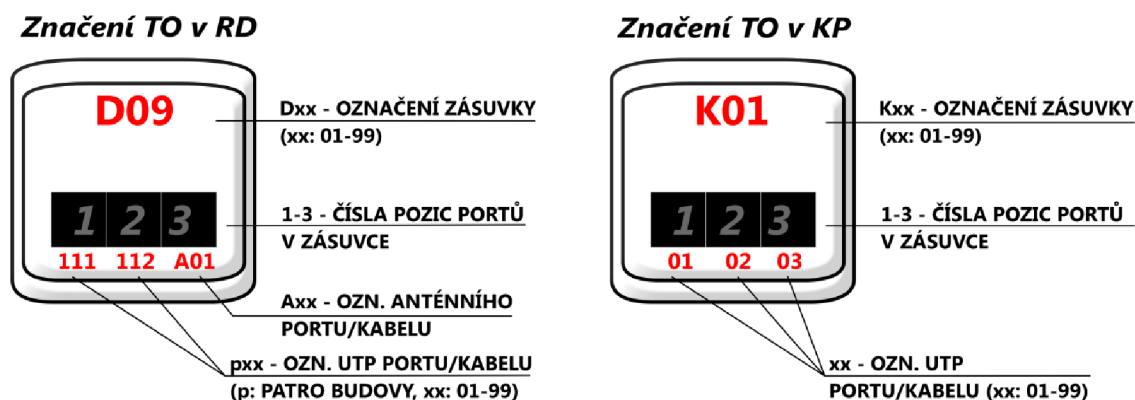 Značení TO v RD
D09
Dxx - OZNAČENÍ ZÁSUVKY
(xx: 01-99)
1 2 3
1-3 - ČÍSLA POZIC PORTŮ
V ZÁSUVCE
111 112 A01
Axx - OZN. ANTÉNNÍHO
PORTU/KABELU
pxx - OZN. UTP PORTU/KABELU
(p: PATRO BUDOVY, xx: 01-99)
Značení TO v KP
K01
Kxx - OZNAČENÍ ZÁSUVKY
(xx: 01-99)
1 2 3
1-3 - ČÍSLA POZIC PORTŮ
V ZÁSUVCE
01 02 03
xx - OZN. UTP
PORTU/KABELU (xx: 01-99)